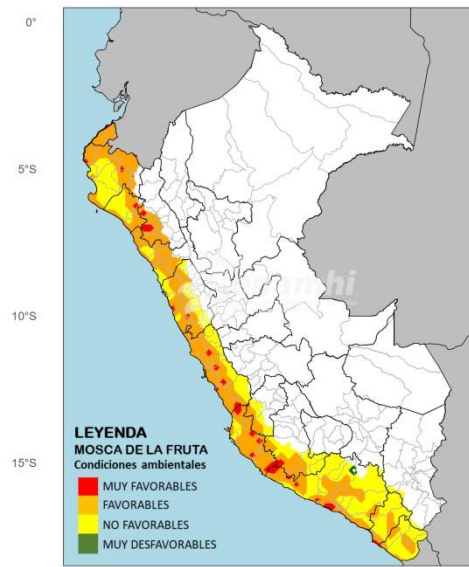 0°
5°S
10°S
15°S
LEYENDA
MOSCA DE LA FRUTA
Condiciones ambientales
MUY FAVORABLES
FAVORABLES
NO FAVORABLES
MUY DESFAVORABLES